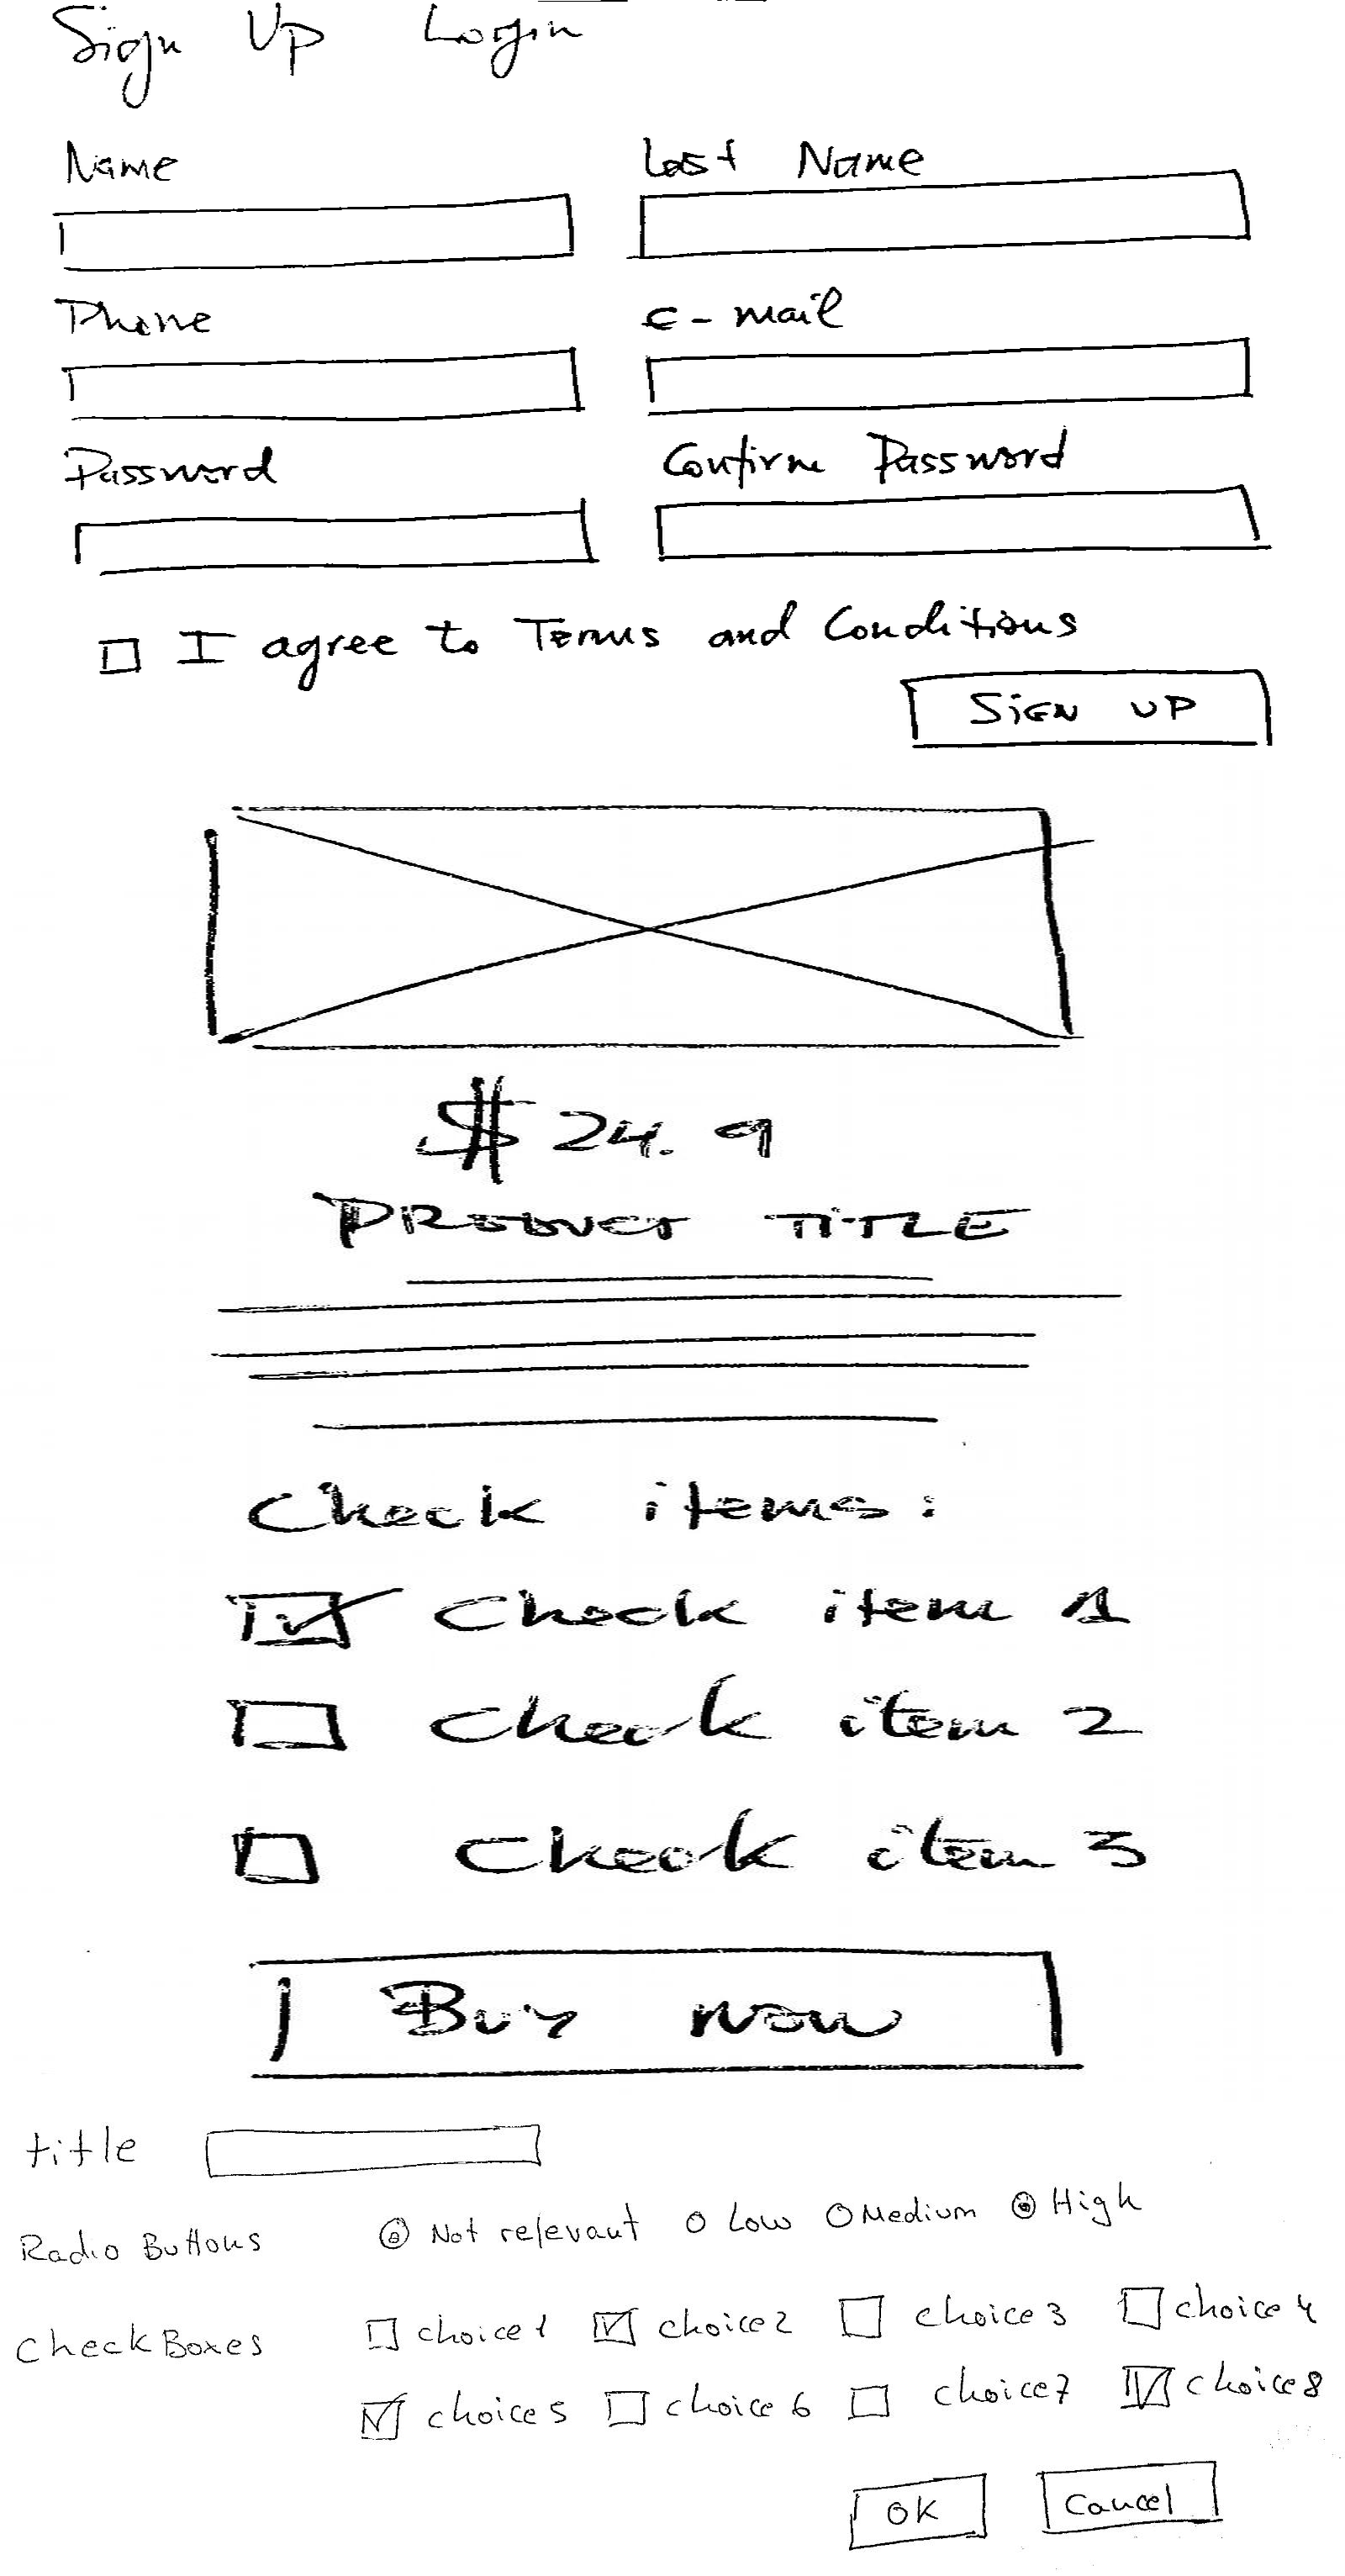 Sign Up Login
Name Last Name
Phone e-mail
Password Confirm Password
I agree to Terms and Conditions
SIGN UP
$ 24.9
PRODUCT TITLE
Check items:
Check item 1
Check item 2
Check item 3
Buy now
title
Radio Buttons Not relevant Low Medium High
CheckBoxes choice 1 choice 2 choice 3 choice 4
choice 5 choice 6 choice 7 choice 8
OK Cancel